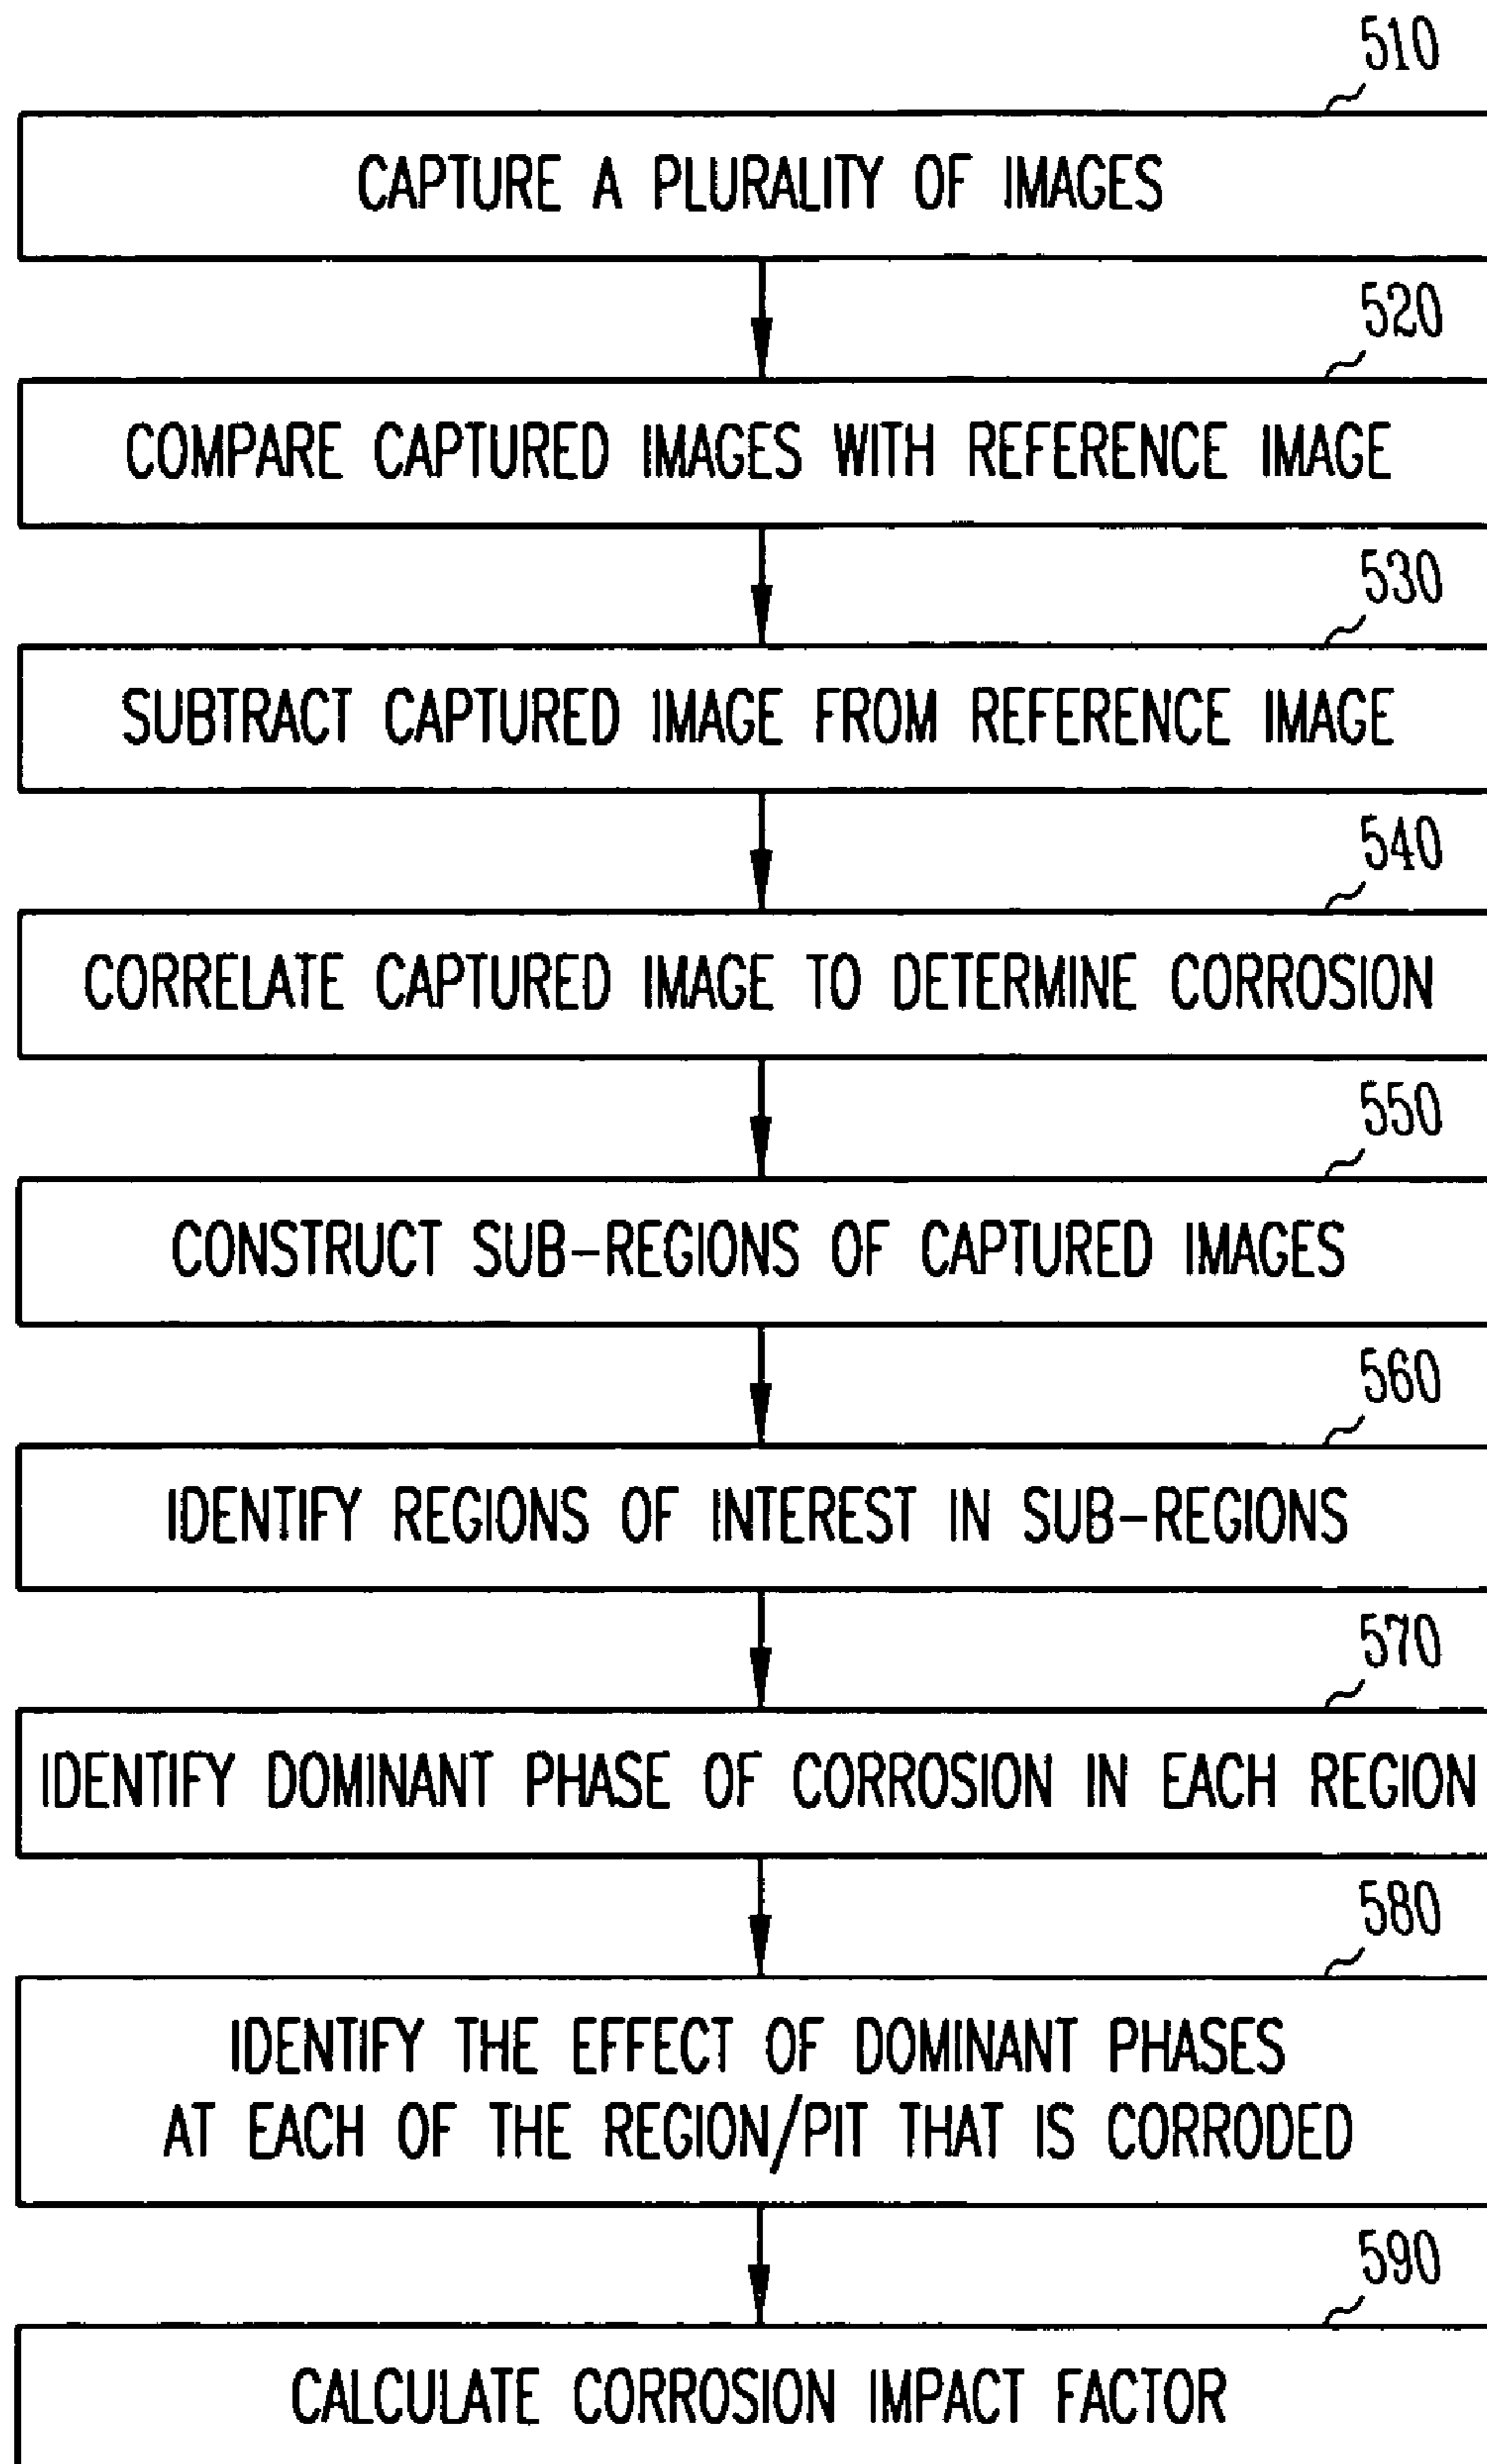 510
CAPTURE A PLURALITY OF IMAGES
520
COMPARE CAPTURED IMAGES WITH REFERENCE IMAGE
530
SUBTRACT CAPTURED IMAGE FROM REFERENCE IMAGE
540
CORRELATE CAPTURED IMAGE TO DETERMINE CORROSION
550
CONSTRUCT SUB-REGIONS OF CAPTURED IMAGES
560
IDENTIFY REGIONS OF INTEREST IN SUB-REGIONS
570
IDENTIFY DOMINANT PHASE OF CORROSION IN EACH REGION
580
IDENTIFY THE EFFECT OF DOMINANT PHASES
AT EACH OF THE REGION/PIT THAT IS CORRODED
590
CALCULATE CORROSION IMPACT FACTOR